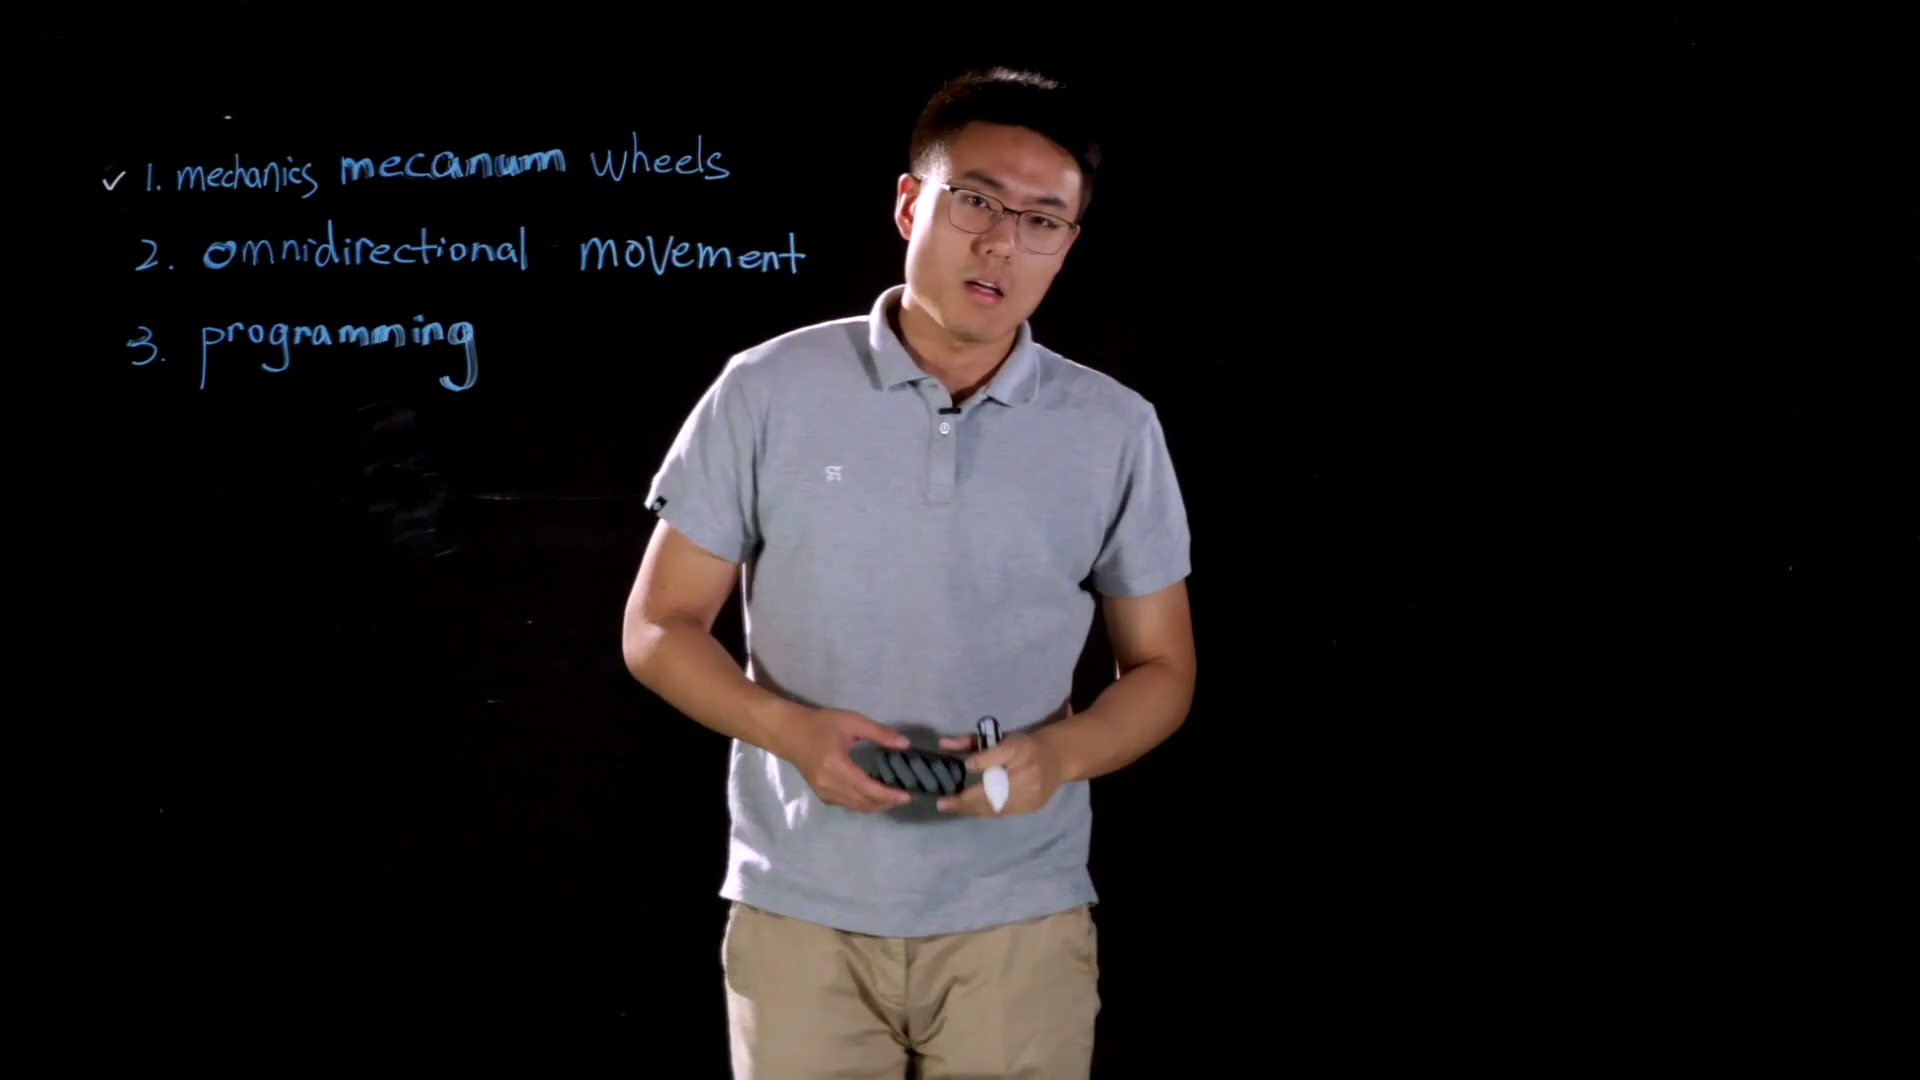 ✓ 1. mechanics mecanum wheels
2. omnidirectional movement
3. programming